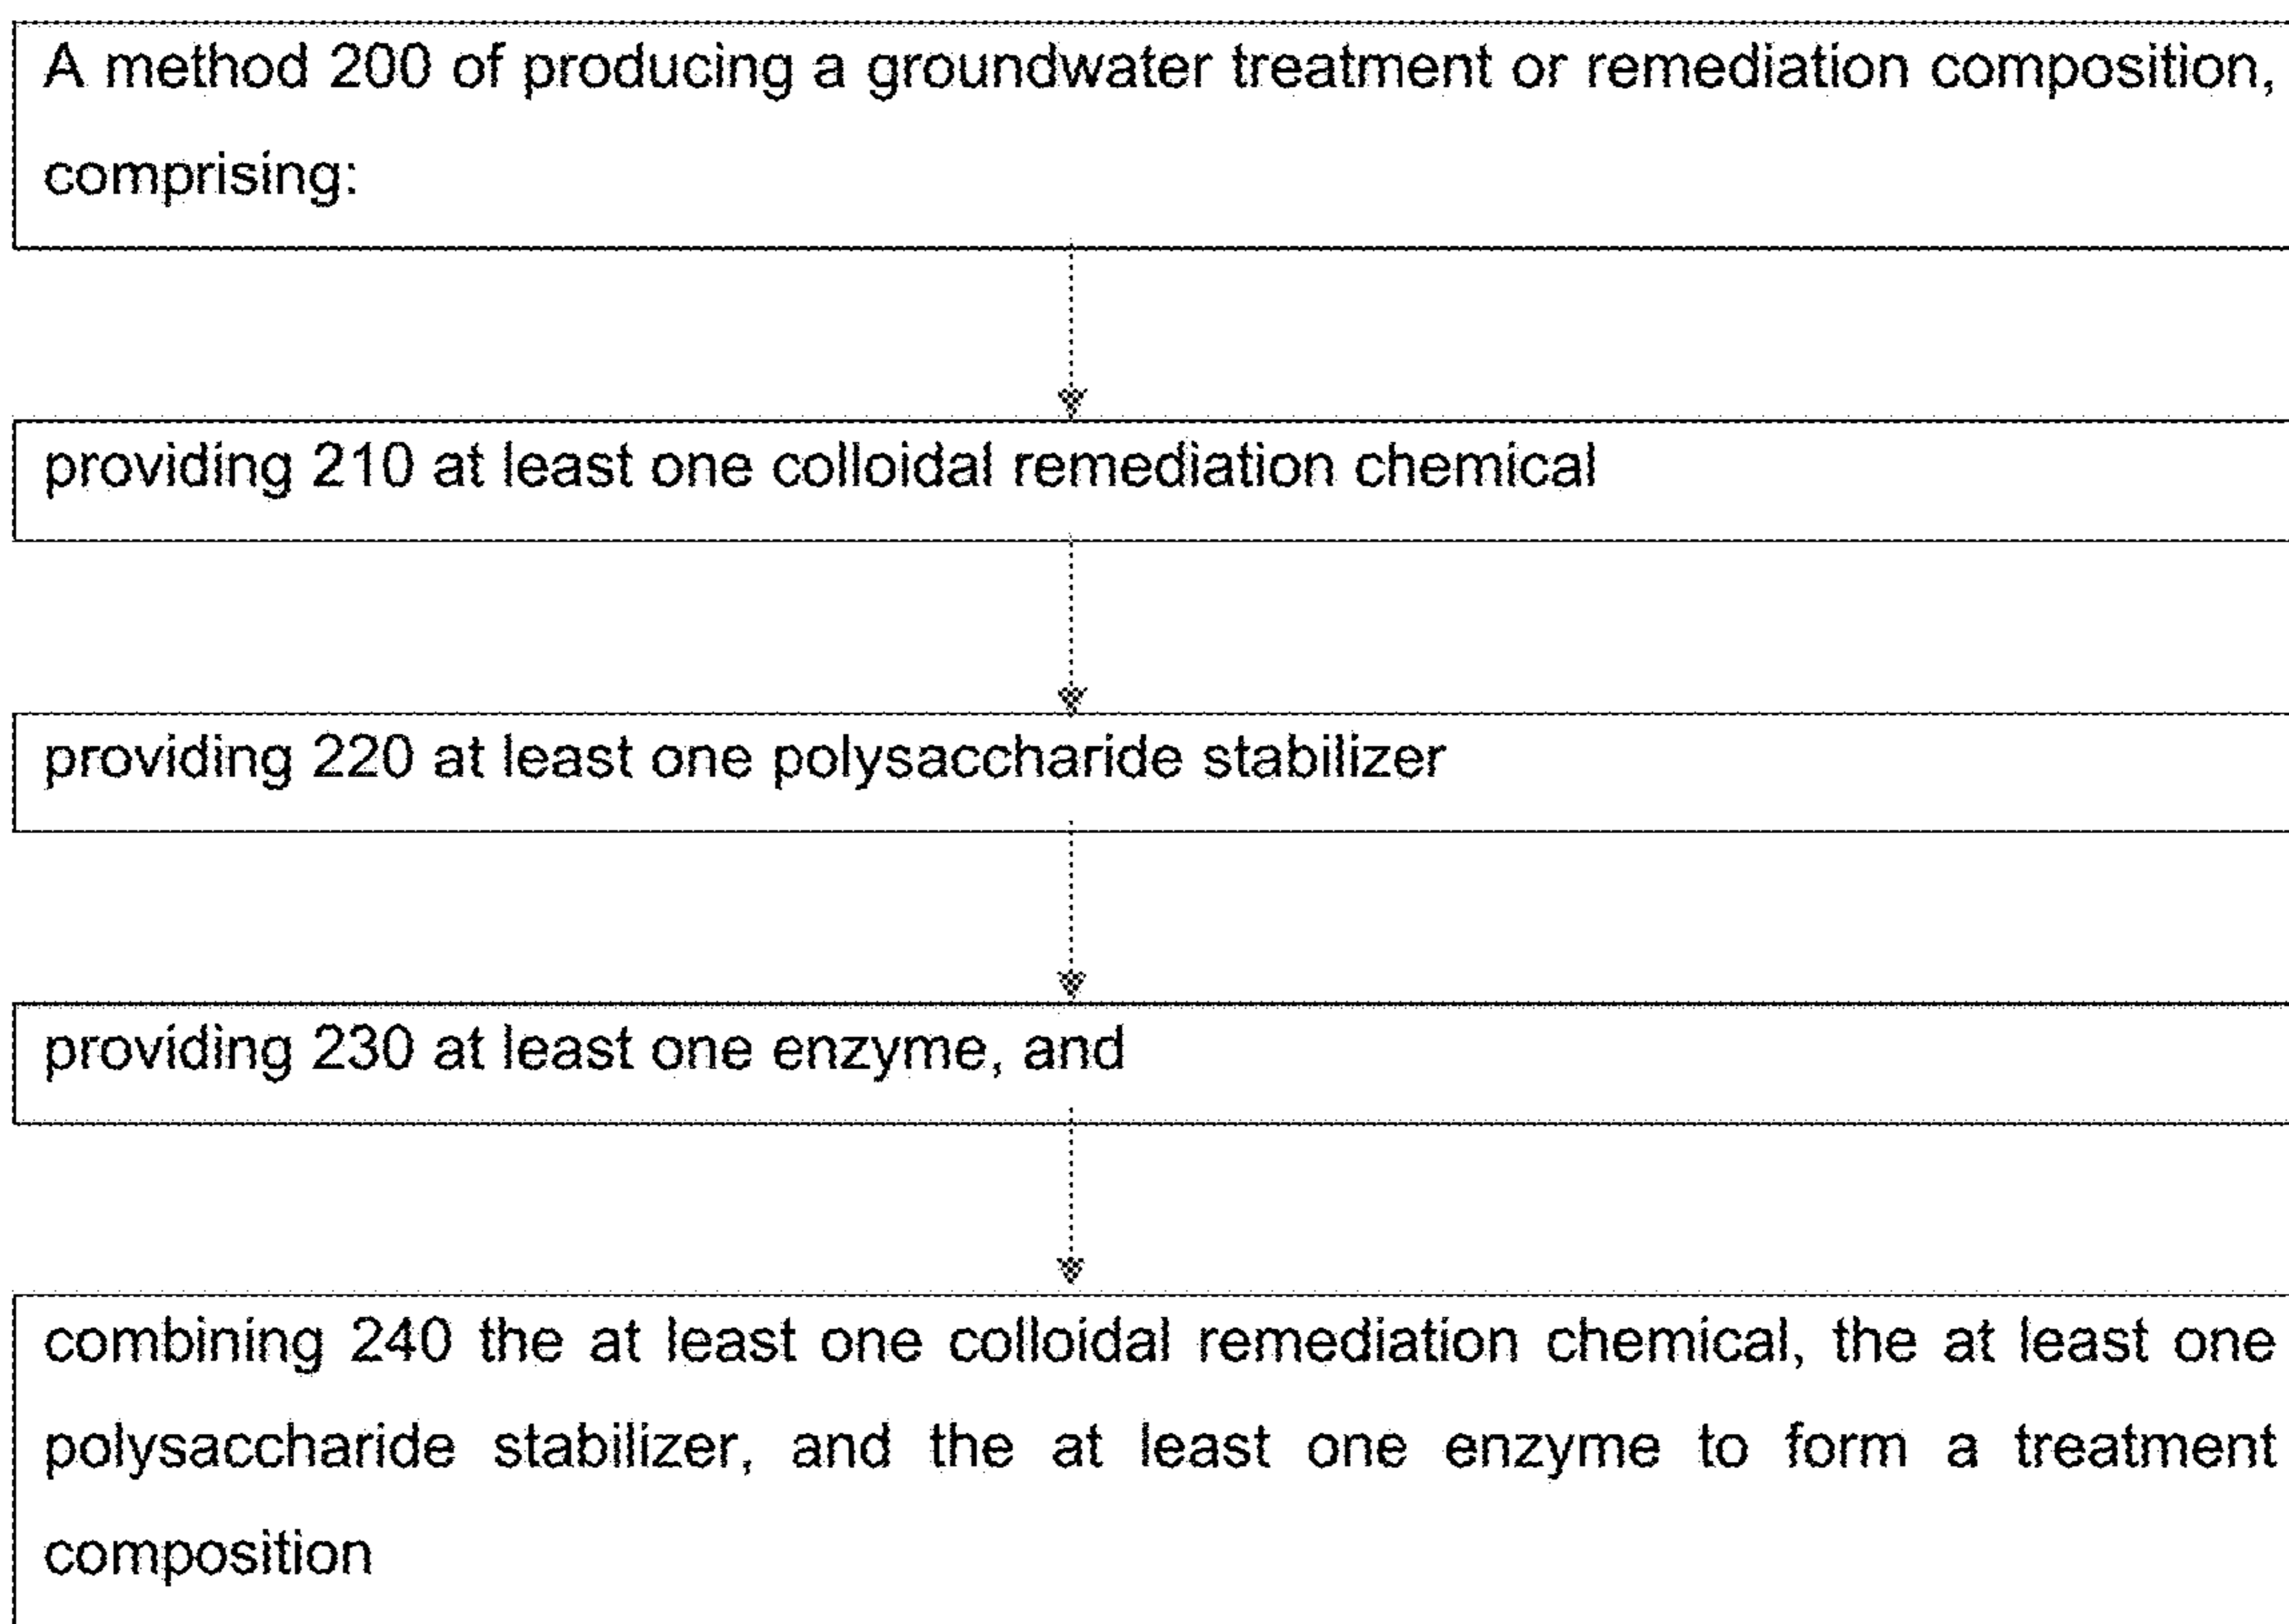 A method 200 of producing a groundwater treatment or remediation composition,
comprising:
providing 210 at least one colloidal remediation chemical
providing 220 at least one polysaccharide stabilizer
providing 230 at least one enzyme, and
combining 240 the at least one colloidal remediation chemical, the at least one
polysaccharide stabilizer, and the at least one enzyme to form a treatment
composition